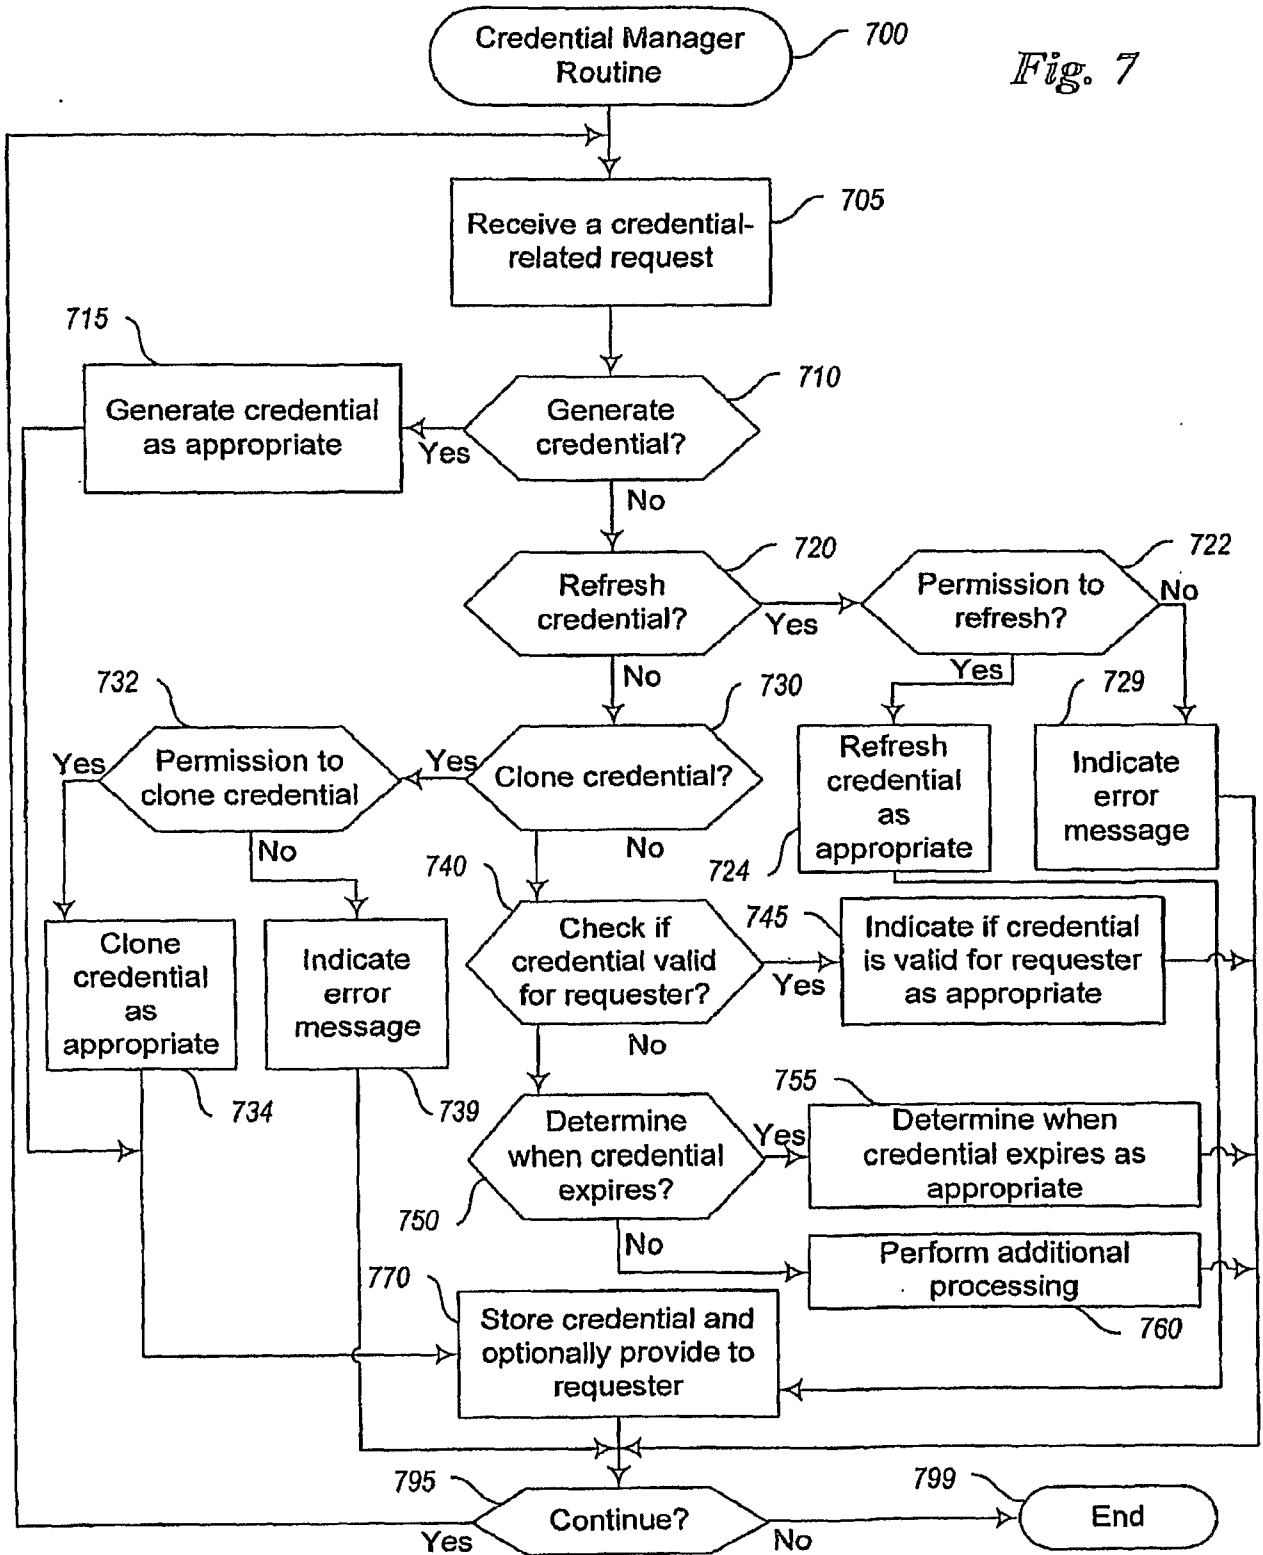 Credential Manager
Routine
700
Fig. 7
Receive a credential-
related request
705
715
Generate credential
as appropriate
Yes
Generate
credential?
710
No
Refresh
credential?
720
Yes
Permission to
refresh?
722
No
Yes
No
732
Permission to
clone credential
Yes
No
Yes
Clone credential?
730
No
Refresh
credential
as
appropriate
724
729
Indicate
error
message
Clone
credential
as
appropriate
734
Indicate
error
message
739
740
Check if
credential valid
for requester?
Yes
No
745
Indicate if credential
is valid for requester
as appropriate
Determine
when credential
expires?
750
Yes
No
755
Determine when
credential expires as
appropriate
Perform additional
processing
760
770
Store credential and
optionally provide to
requester
795
Continue?
Yes
No
799
End